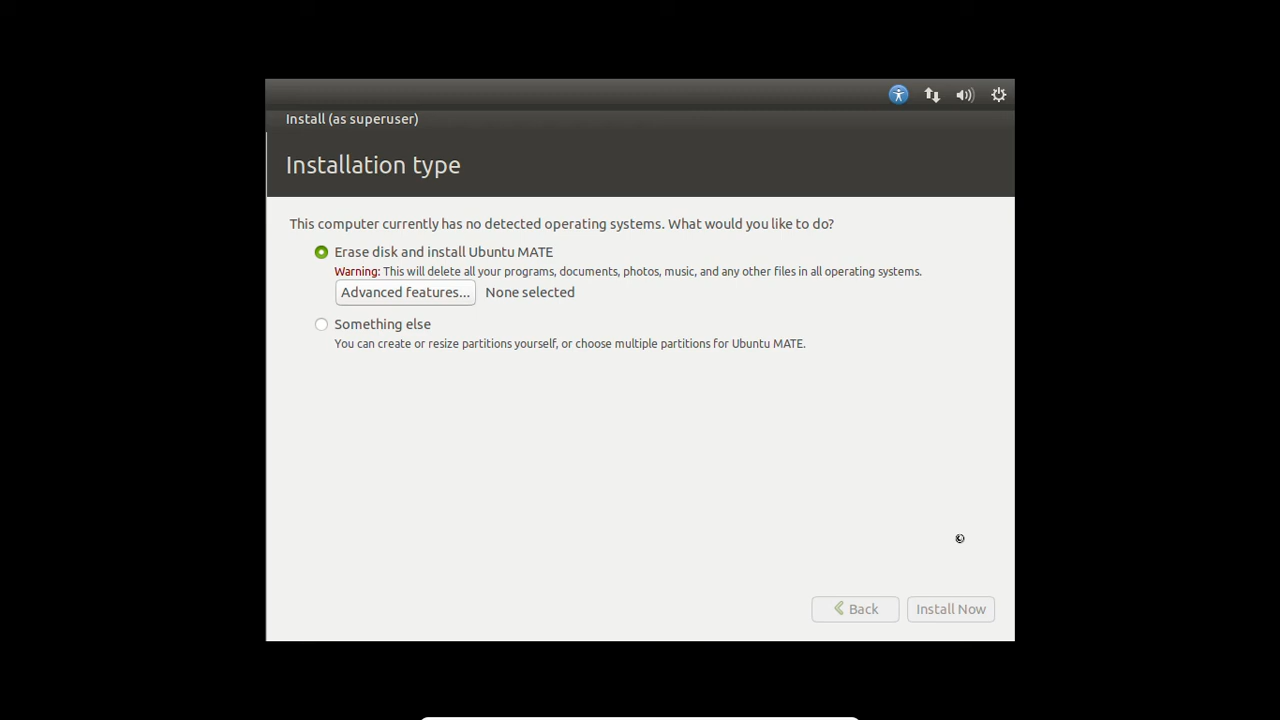 Install (as superuser)
Installation type
This computer currently has no detected operating systems. What would you like to do?
Erase disk and install Ubuntu MATE
Warning: This will delete all your programs, documents, photos, music, and any other files in all operating systems.
Advanced features... None selected
Something else
You can create or resize partitions yourself, or choose multiple partitions for Ubuntu MATE.
Back Install Now